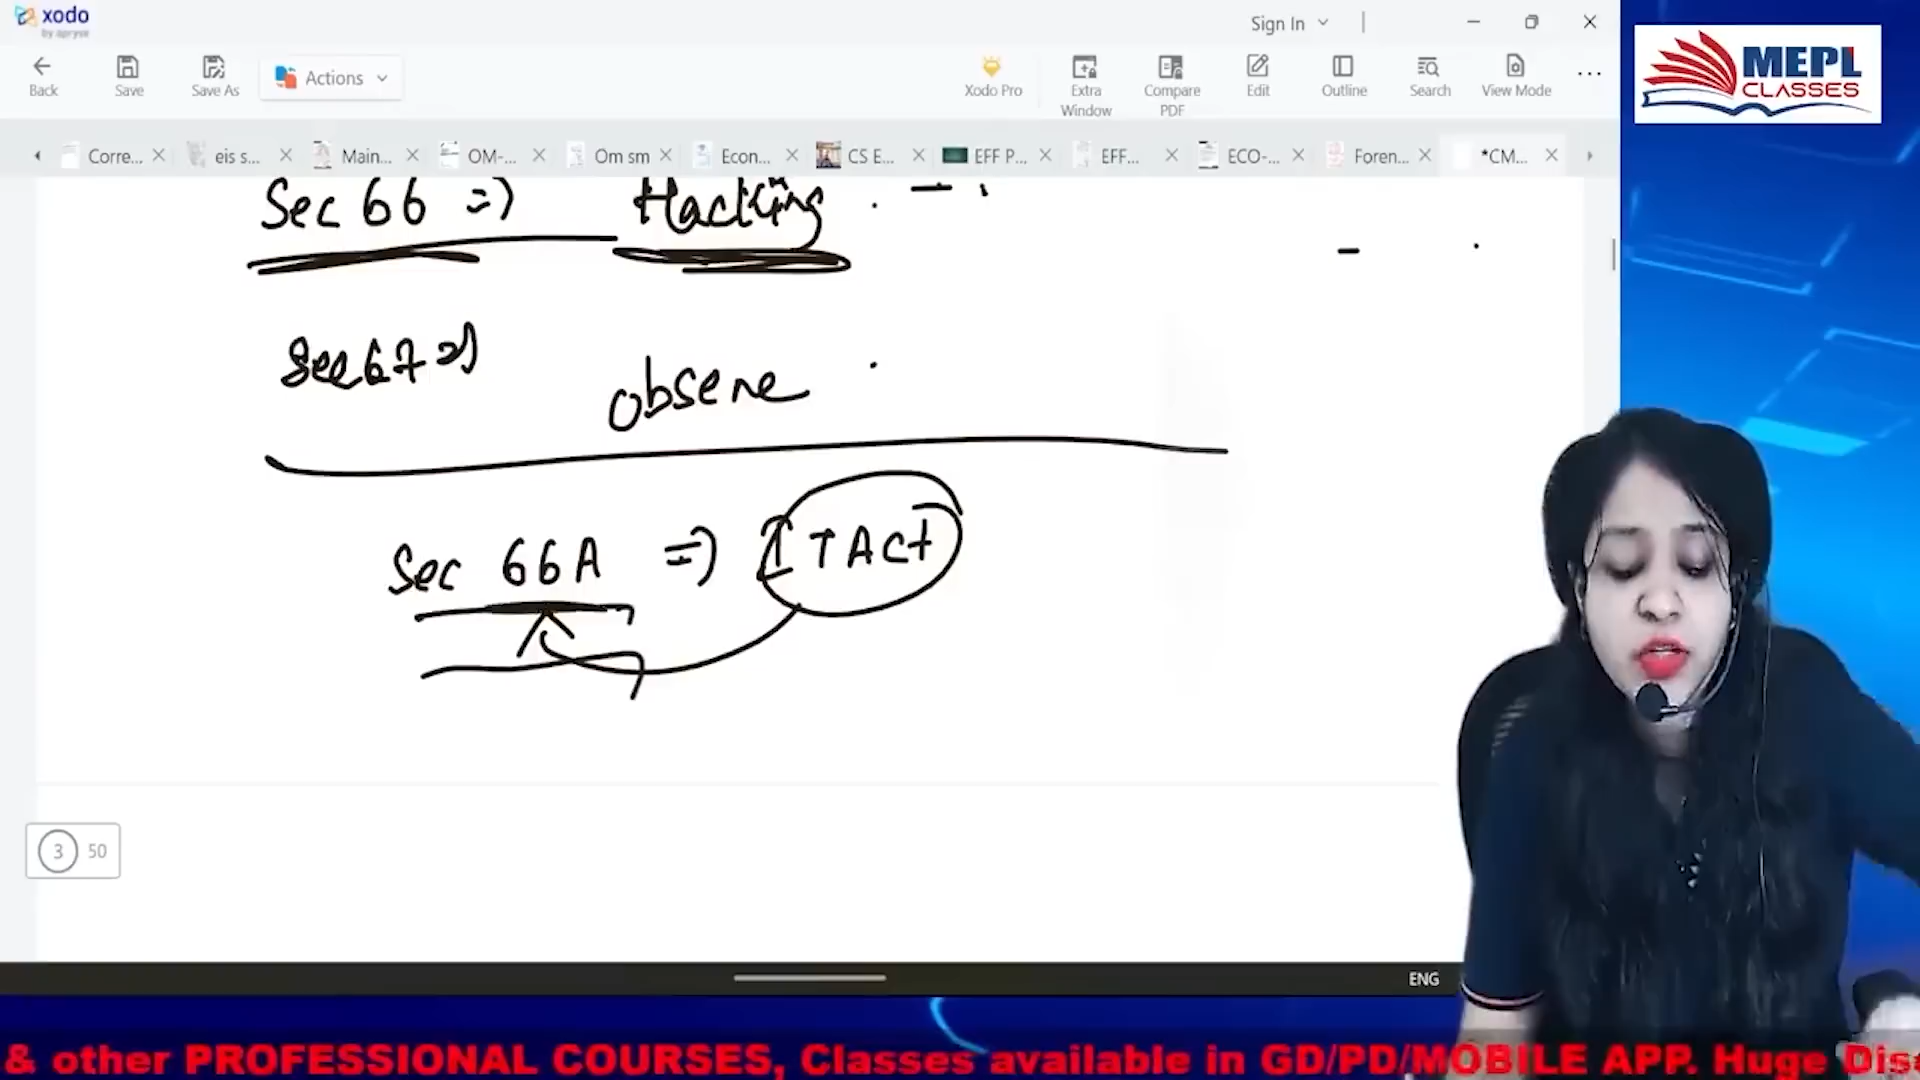 xodo
by apryse
Sign In
Back
Save
Save As
Actions
Xodo Pro
Extra Window
Compare PDF
Edit
Outline
Search
View Mode
MEPL
CLASSES
Corre...
eis s...
Main...
OM-...
Om sm
Econ...
CS E...
EFF P...
EFF...
ECO-...
Foren...
*CM...
Sec 66 => Hacking
Sec 67 =>
obsene
Sec 66A => IT Act
3 50
ENG
& other PROFESSIONAL COURSES, Classes available in GD/PD/MOBILE APP. Huge Dis